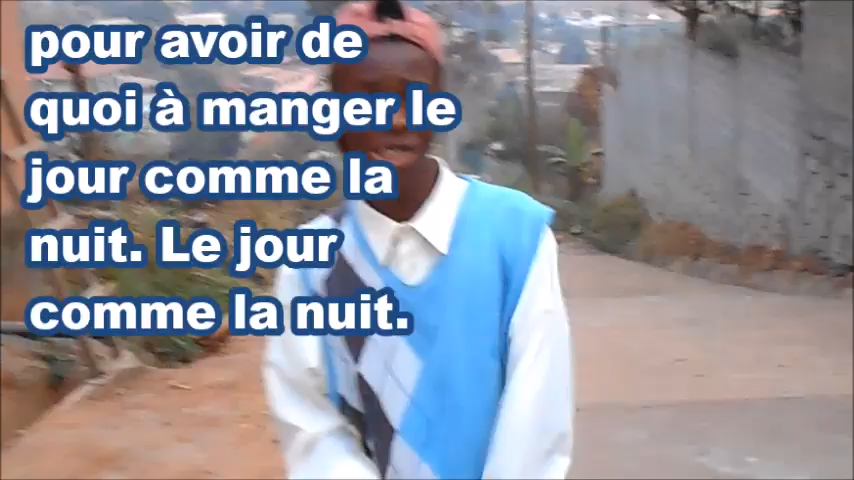 pour avoir de
quoi à manger le
jour comme la
nuit. Le jour
comme la nuit.